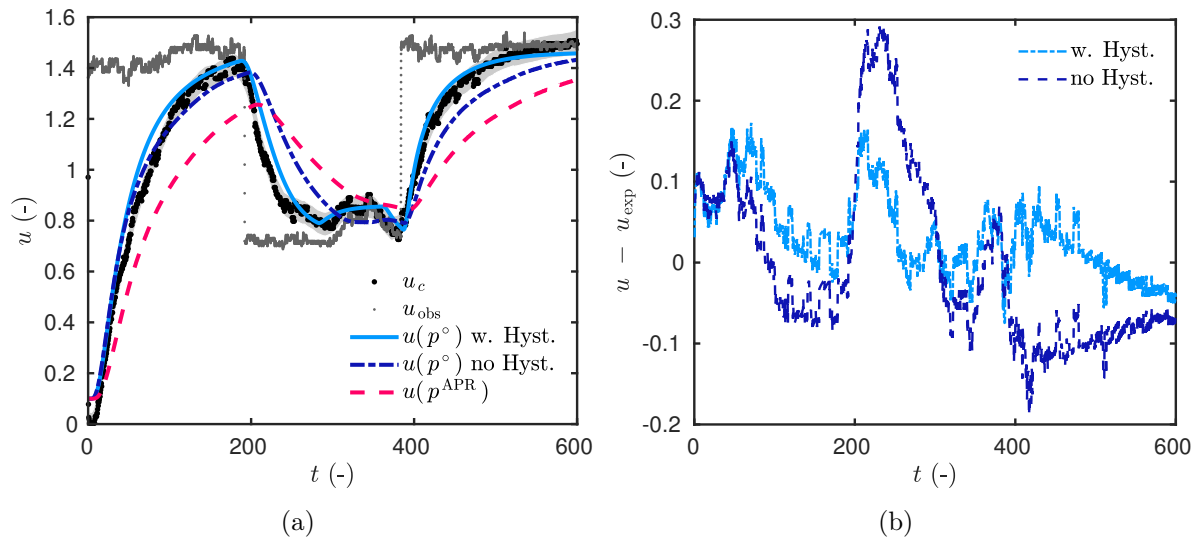 1.6
1.4
1.2
1
0.8
0.6
0.4
0.2
0
u (-)
0 200 400 600
t (-)
u_c
u_obs
u(p°) w. Hyst.
u(p°) no Hyst.
u(p^APR)
(a)
0.3
0.2
0.1
0
-0.1
-0.2
u − u_exp (-)
0 200 400 600
t (-)
w. Hyst.
no Hyst.
(b)